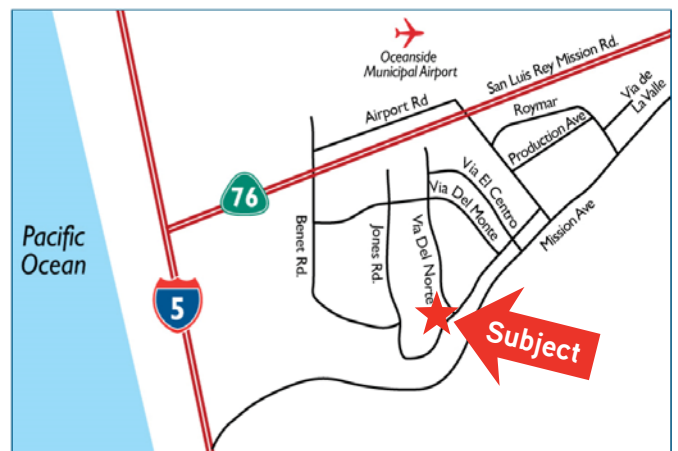 Oceanside
Municipal Airport
San Luis Rey Mission Rd.
Airport Rd
Roymar
Via de
La Valle
Production Ave
76
Via El Centro
Via Del Monte
Mission Ave
Benet Rd.
Jones Rd.
Via Del Norte
Pacific
Ocean
5
Subject